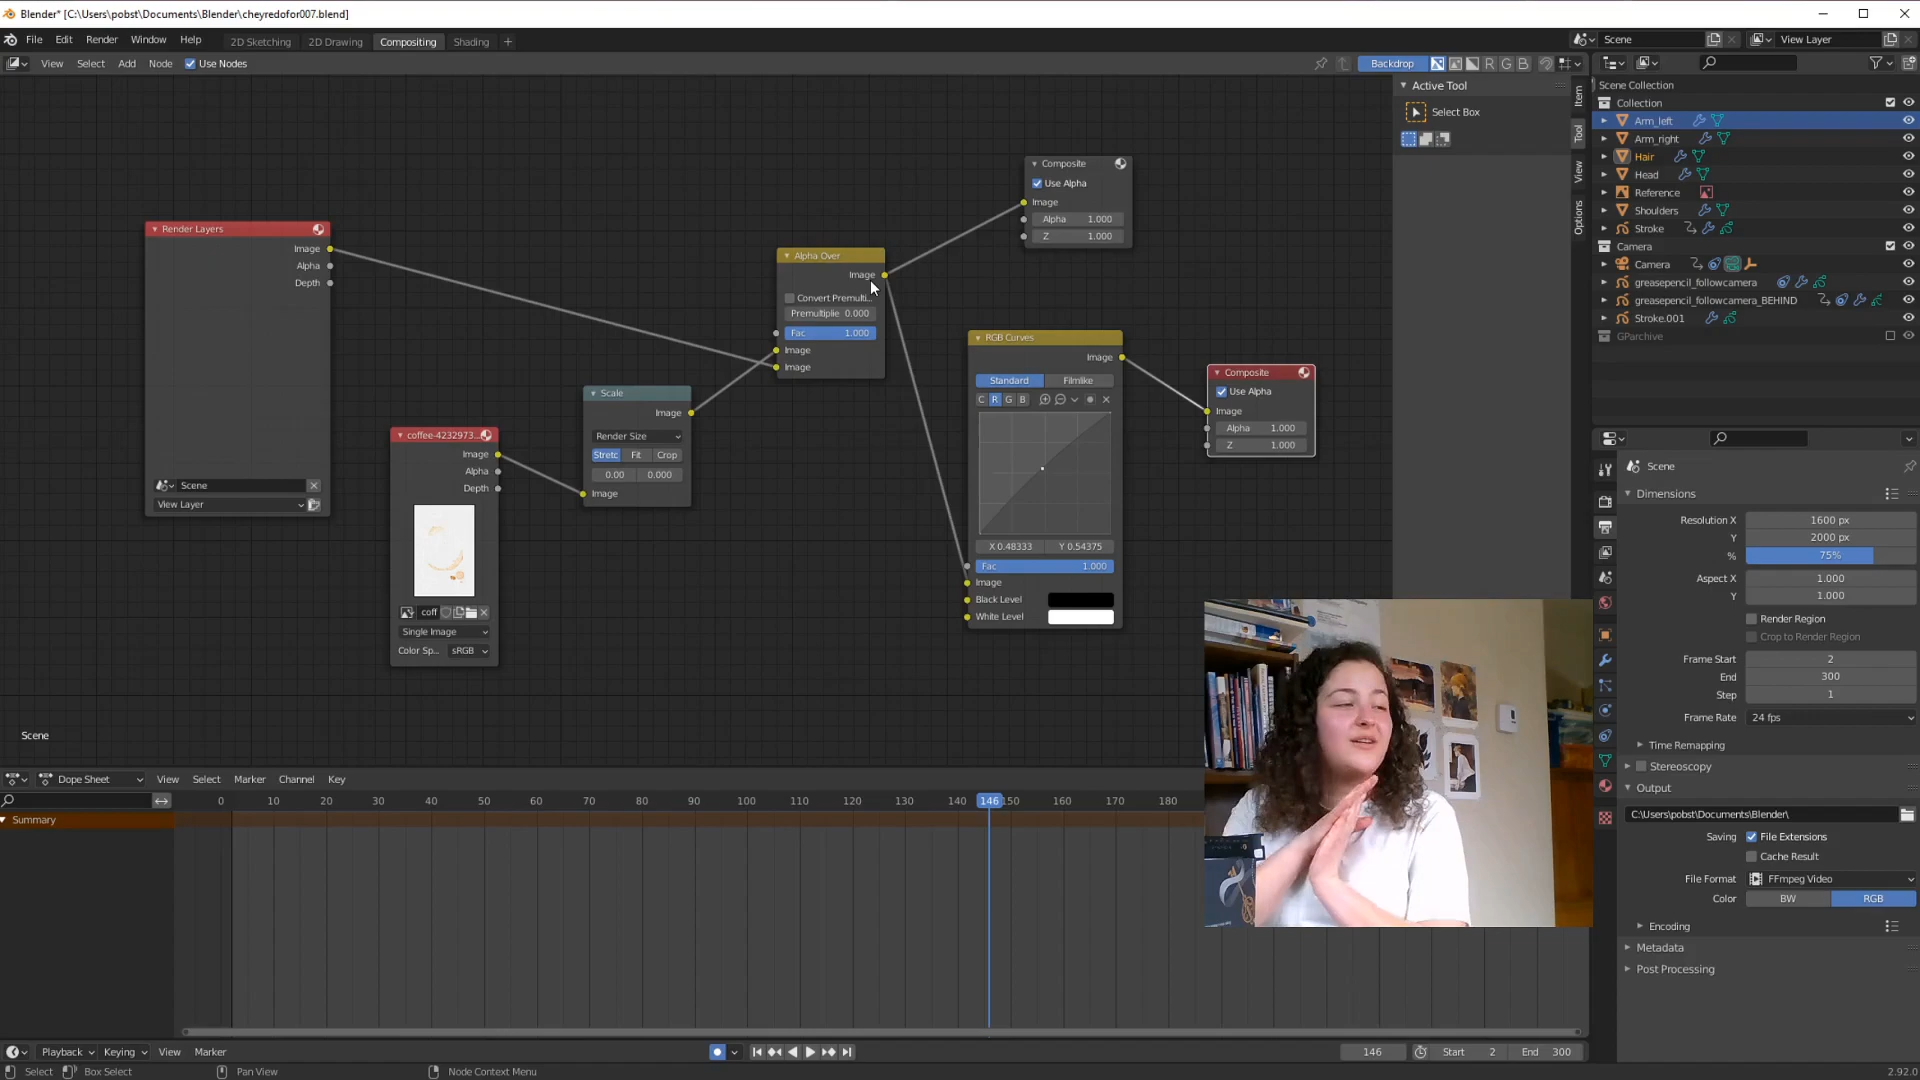 Blender* [C:\Users\pobst\Documents\Blender\cheyredofor007.blend]
File Edit Render Window Help 2D Sketching 2D Drawing Compositing Shading + Scene View Layer
View Select Add Node Use Nodes Backdrop R G B
Active Tool
Select Box
Item
Tool
View
Options
Scene Collection
Collection
Arm_left
Arm_right
Hair
Head
Reference
Shoulders
Stroke
Camera
Camera
greasepencil_followcamera
greasepencil_followcamera_BEHIND
Stroke.001
GParchive
Render Layers
Image
Alpha
Depth
Scene
View Layer
coffee-4232973...
Image
Alpha
Depth
coff
Single Image
Color Sp... sRGB
Scale
Image
Render Size
Stretc Fit Crop
0.00 0.000
Image
Alpha Over
Image
Convert Premulti...
Premultiplie 0.000
Fac 1.000
Image
Image
Composite
Use Alpha
Image
Alpha 1.000
Z 1.000
RGB Curves
Image
Standard Filmlike
C R G B
X 0.48333 Y 0.54375
Fac 1.000
Image
Black Level
White Level
Composite
Use Alpha
Image
Alpha 1.000
Z 1.000
Scene
Scene
Dimensions
Resolution X 1600 px
Y 2000 px
% 75%
Aspect X 1.000
Y 1.000
Render Region
Crop to Render Region
Frame Start 2
End 300
Step 1
Frame Rate 24 fps
Time Remapping
Stereoscopy
Output
C:\Users\pobst\Documents\Blender\
Saving File Extensions
Cache Result
File Format FFmpeg Video
Color BW RGB
Encoding
Metadata
Post Processing
Dope Sheet View Select Marker Channel Key
0 10 20 30 40 50 60 70 80 90 100 110 120 130 140 146 150 160 170 180
Summary
Playback Keying View Marker 146 Start 2 End 300
Select Box Select Pan View Node Context Menu 2.92.0